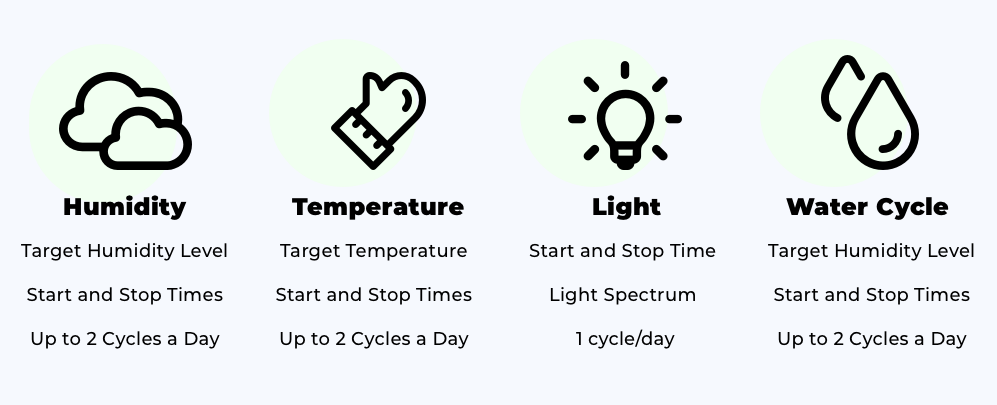 Humidity
Target Humidity Level
Start and Stop Times
Up to 2 Cycles a Day
Temperature
Target Temperature
Start and Stop Times
Up to 2 Cycles a Day
Light
Start and Stop Time
Light Spectrum
1 cycle/day
Water Cycle
Target Humidity Level
Start and Stop Times
Up to 2 Cycles a Day